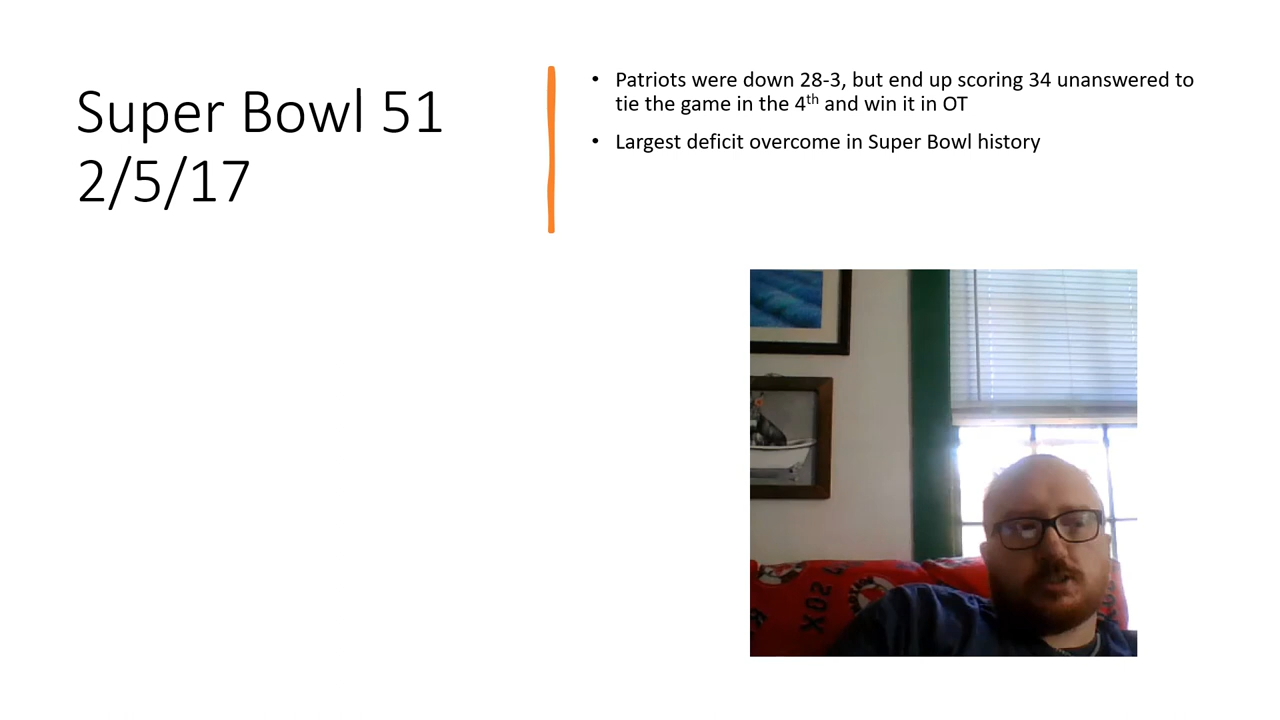 Super Bowl 51
2/5/17
• Patriots were down 28-3, but end up scoring 34 unanswered to
tie the game in the 4th and win it in OT
• Largest deficit overcome in Super Bowl history
SOX